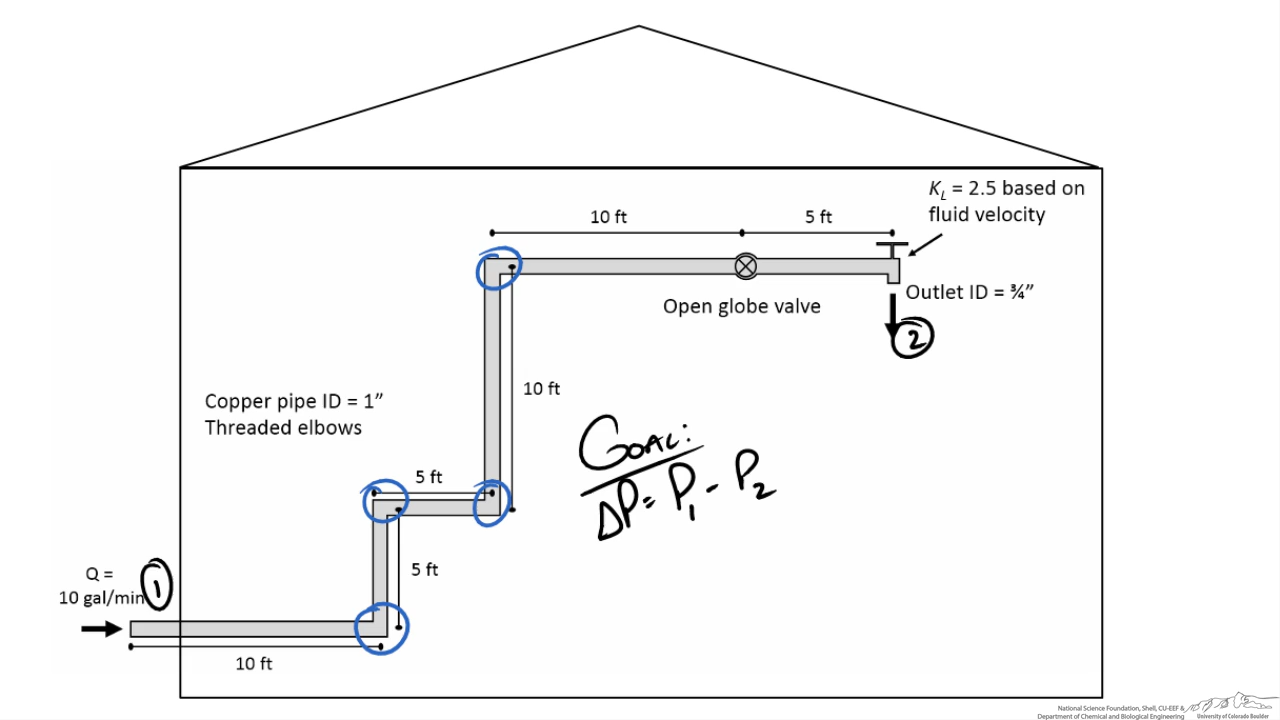 K_L = 2.5 based on
fluid velocity
10 ft
5 ft
Open globe valve
Outlet ID = ¾”
2
10 ft
Copper pipe ID = 1”
Threaded elbows
GOAL:
ΔP = P₁ - P₂
5 ft
5 ft
Q =
10 gal/min
1
10 ft
National Science Foundation, Shell, CU-EEF &
Department of Chemical and Biological Engineering
University of Colorado Boulder